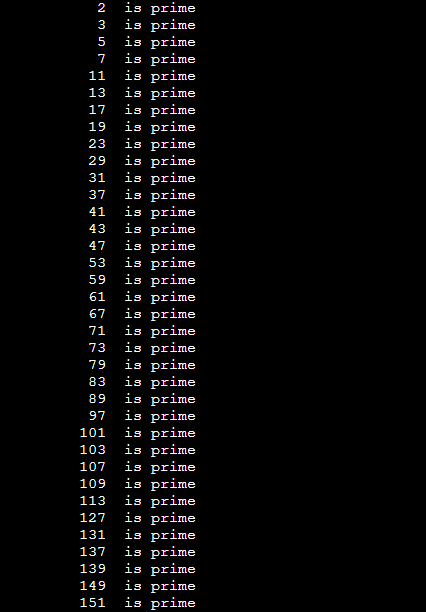 2 is prime
3 is prime
5 is prime
7 is prime
11 is prime
13 is prime
17 is prime
19 is prime
23 is prime
29 is prime
31 is prime
37 is prime
41 is prime
43 is prime
47 is prime
53 is prime
59 is prime
61 is prime
67 is prime
71 is prime
73 is prime
79 is prime
83 is prime
89 is prime
97 is prime
101 is prime
103 is prime
107 is prime
109 is prime
113 is prime
127 is prime
131 is prime
137 is prime
139 is prime
149 is prime
151 is prime